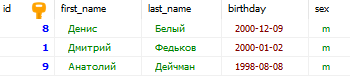 id first_name last_name birthday sex
8 Денис Белый 2000-12-09 m
1 Дмитрий Федьков 2000-01-02 m
9 Анатолий Дейчман 1998-08-08 m